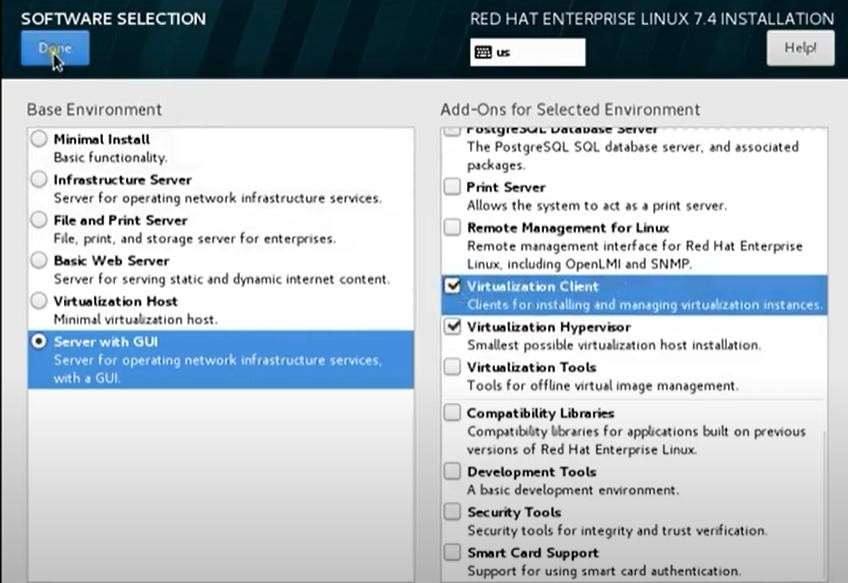 SOFTWARE SELECTION
RED HAT ENTERPRISE LINUX 7.4 INSTALLATION
Done
us
Help!
Base Environment
Minimal Install
Basic functionality.
Infrastructure Server
Server for operating network infrastructure services.
File and Print Server
File, print, and storage server for enterprises.
Basic Web Server
Server for serving static and dynamic internet content.
Virtualization Host
Minimal virtualization host.
Server with GUI
Server for operating network infrastructure services,
with a GUI.
Add-Ons for Selected Environment
PostgreSQL Database Server
The PostgreSQL SQL database server, and associated
packages.
Print Server
Allows the system to act as a print server.
Remote Management for Linux
Remote management interface for Red Hat Enterprise
Linux, including OpenLMI and SNMP.
Virtualization Client
Clients for installing and managing virtualization instances.
Virtualization Hypervisor
Smallest possible virtualization host installation.
Virtualization Tools
Tools for offline virtual image management.
Compatibility Libraries
Compatibility libraries for applications built on previous
versions of Red Hat Enterprise Linux.
Development Tools
A basic development environment.
Security Tools
Security tools for integrity and trust verification.
Smart Card Support
Support for using smart card authentication.